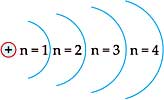 + n = 1 n = 2 n = 3 n = 4